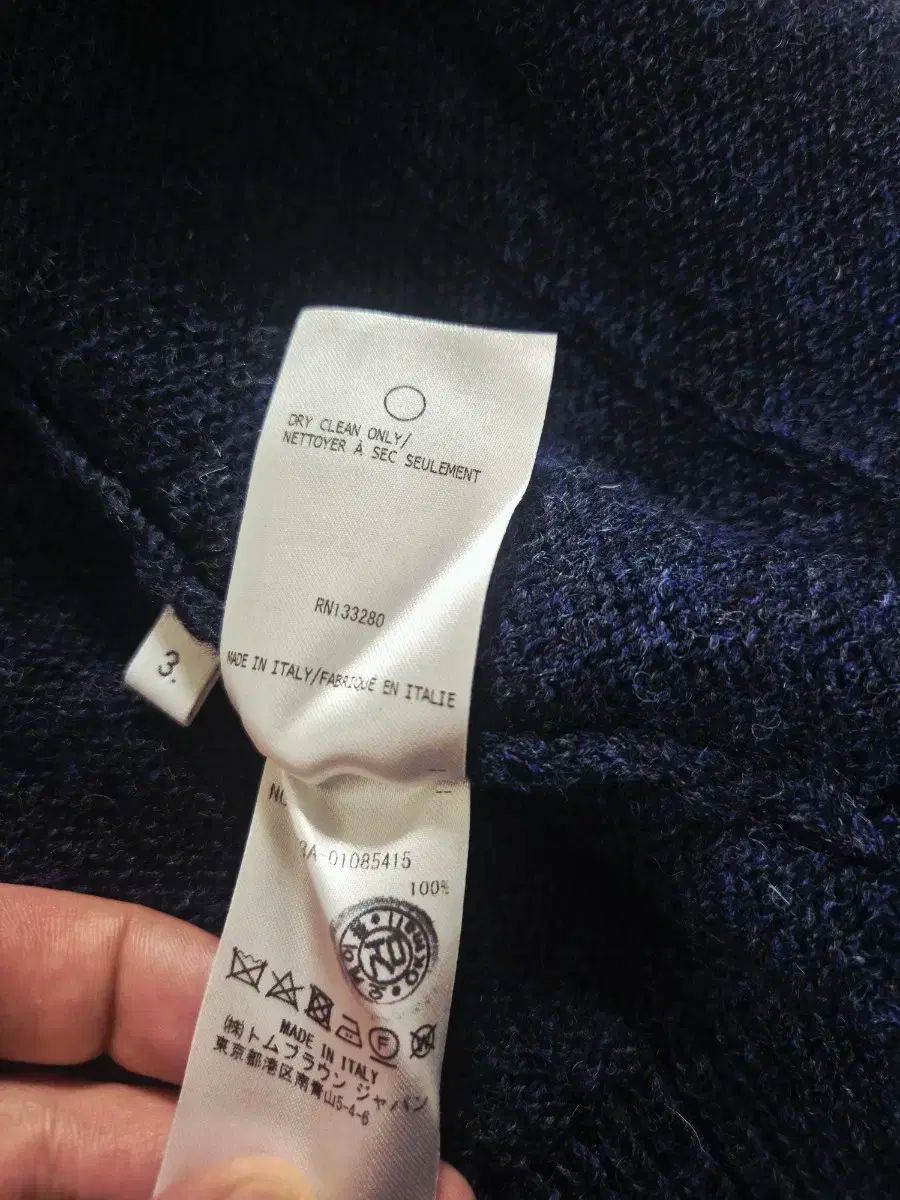 DRY CLEAN ONLY/
NETTOYER À SEC SEULEMENT
RN133280
MADE IN ITALY/FABRIQUÉ EN ITALIE
3.
A-01085415
100%
F
MADE IN ITALY
㈱トムブラウン ジャパン
東京都港区南青山5-4-6